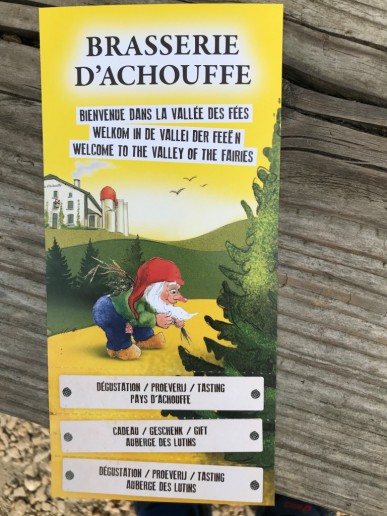 BRASSERIE
D'ACHOUFFE
BIENVENUE DANS LA VALLÉE DES FÉES
WELKOM IN DE VALLEI DER FEEËN
WELCOME TO THE VALLEY OF THE FAIRIES
DÉGUSTATION / PROEVERIJ / TASTING
PAYS D'ACHOUFFE
CADEAU / GESCHENK / GIFT
AUBERGE DES LUTINS
DÉGUSTATION / PROEVERIJ / TASTING
AUBERGE DES LUTINS